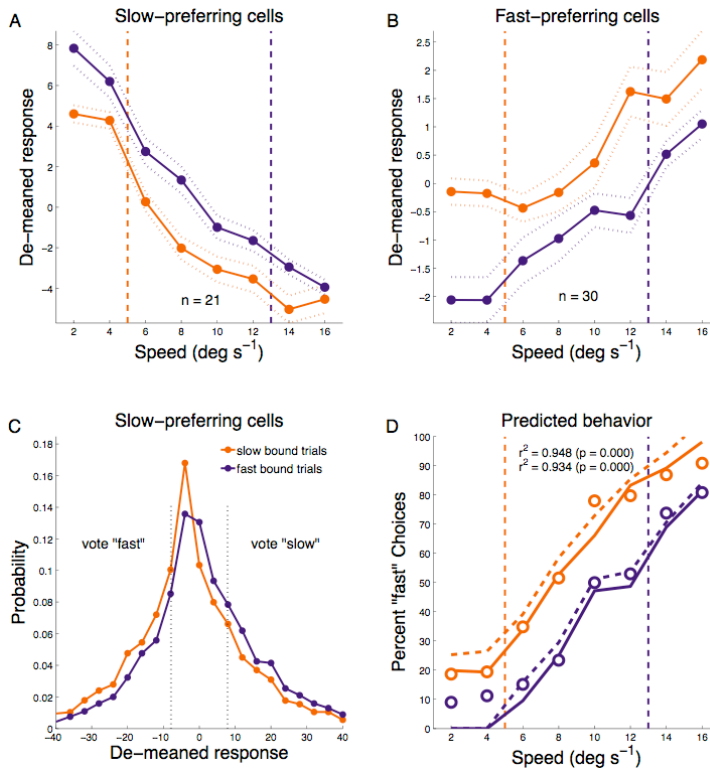 A
Slow-preferring cells
De-meaned response
8
6
4
2
0
-2
-4
n = 21
2 4 6 8 10 12 14 16
Speed (deg s⁻¹)
B
Fast-preferring cells
De-meaned response
2.5
2
1.5
1
0.5
0
-0.5
-1
-1.5
-2
n = 30
2 4 6 8 10 12 14 16
Speed (deg s⁻¹)
C
Slow-preferring cells
Probability
0.18
0.16
0.14
0.12
0.1
0.08
0.06
0.04
0.02
0
slow bound trials
fast bound trials
vote "fast"
vote "slow"
-40 -30 -20 -10 0 10 20 30 40
De-meaned response
D
Predicted behavior
Percent "fast" Choices
100
90
80
70
60
50
40
30
20
10
0
r² = 0.948 (p = 0.000)
r² = 0.934 (p = 0.000)
2 4 6 8 10 12 14 16
Speed (deg s⁻¹)